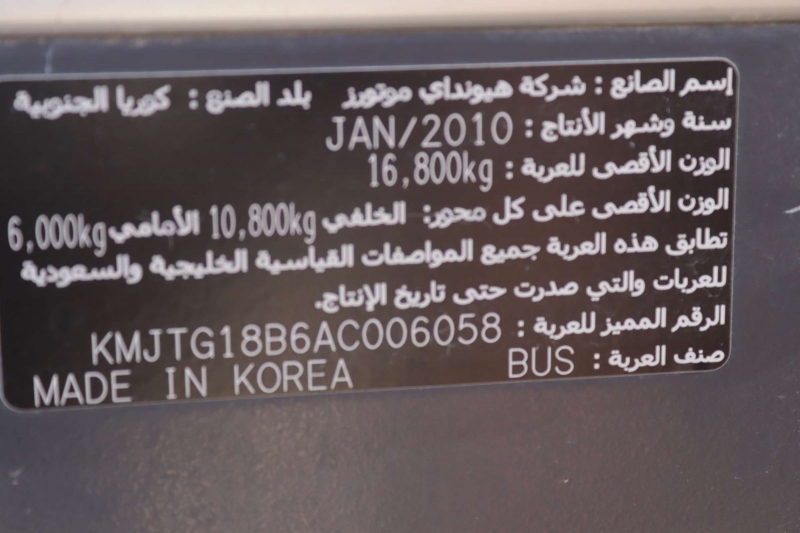 إسم الصانع : شركة هيونداي موتورز بلد الصنع : كوريا الجنوبية
سنة وشهر الأنتاج : JAN/2010
الوزن الأقصى للعربة : 16,800kg
الوزن الأقصى على كل محور: الخلفي 10,800kg الأمامي 6,000kg
تطابق هذه العربة جميع المواصفات القياسية الخليجية والسعودية
للعربات والتي صدرت حتى تاريخ الإنتاج.
الرقم المميز للعربة : KMJTG18B6AC006058
صنف العربة : BUS
MADE IN KOREA